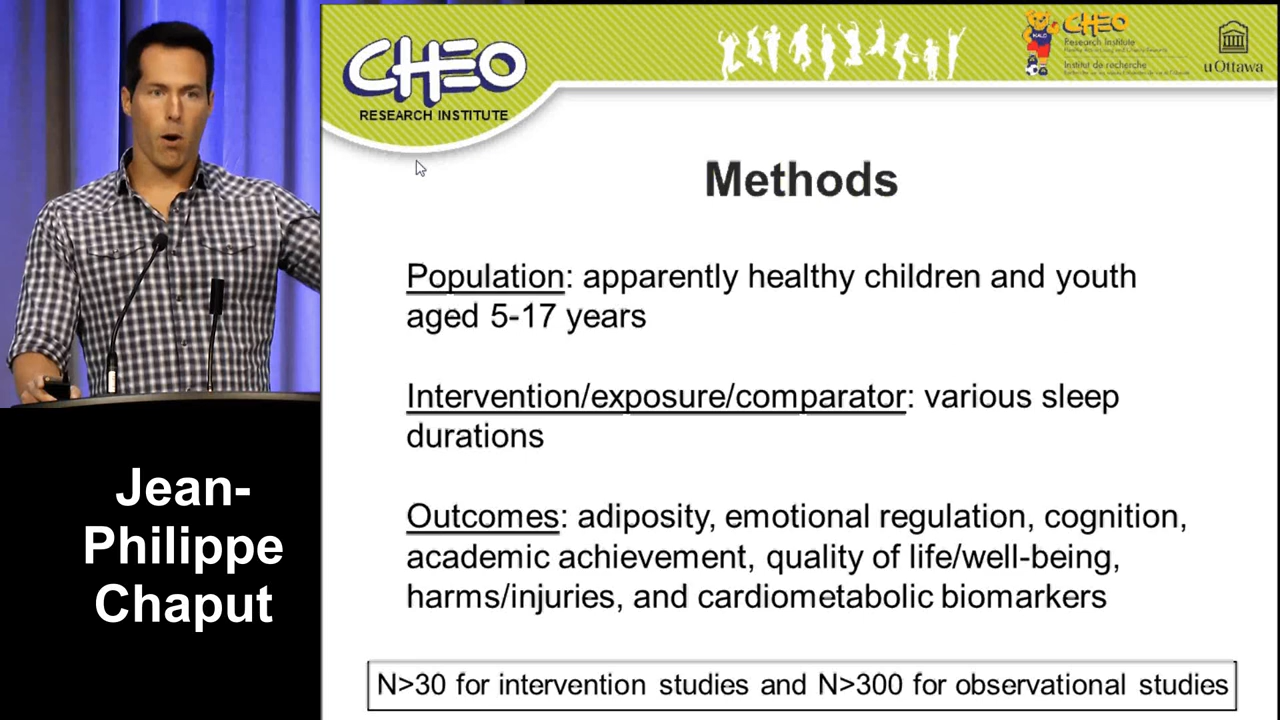 CHEO
RESEARCH INSTITUTE
CHEO
Research Institute
Institut de recherche
uOttawa
Methods
Population: apparently healthy children and youth
aged 5-17 years
Intervention/exposure/comparator: various sleep
durations
Outcomes: adiposity, emotional regulation, cognition,
academic achievement, quality of life/well-being,
harms/injuries, and cardiometabolic biomarkers
N>30 for intervention studies and N>300 for observational studies
Jean-
Philippe
Chaput